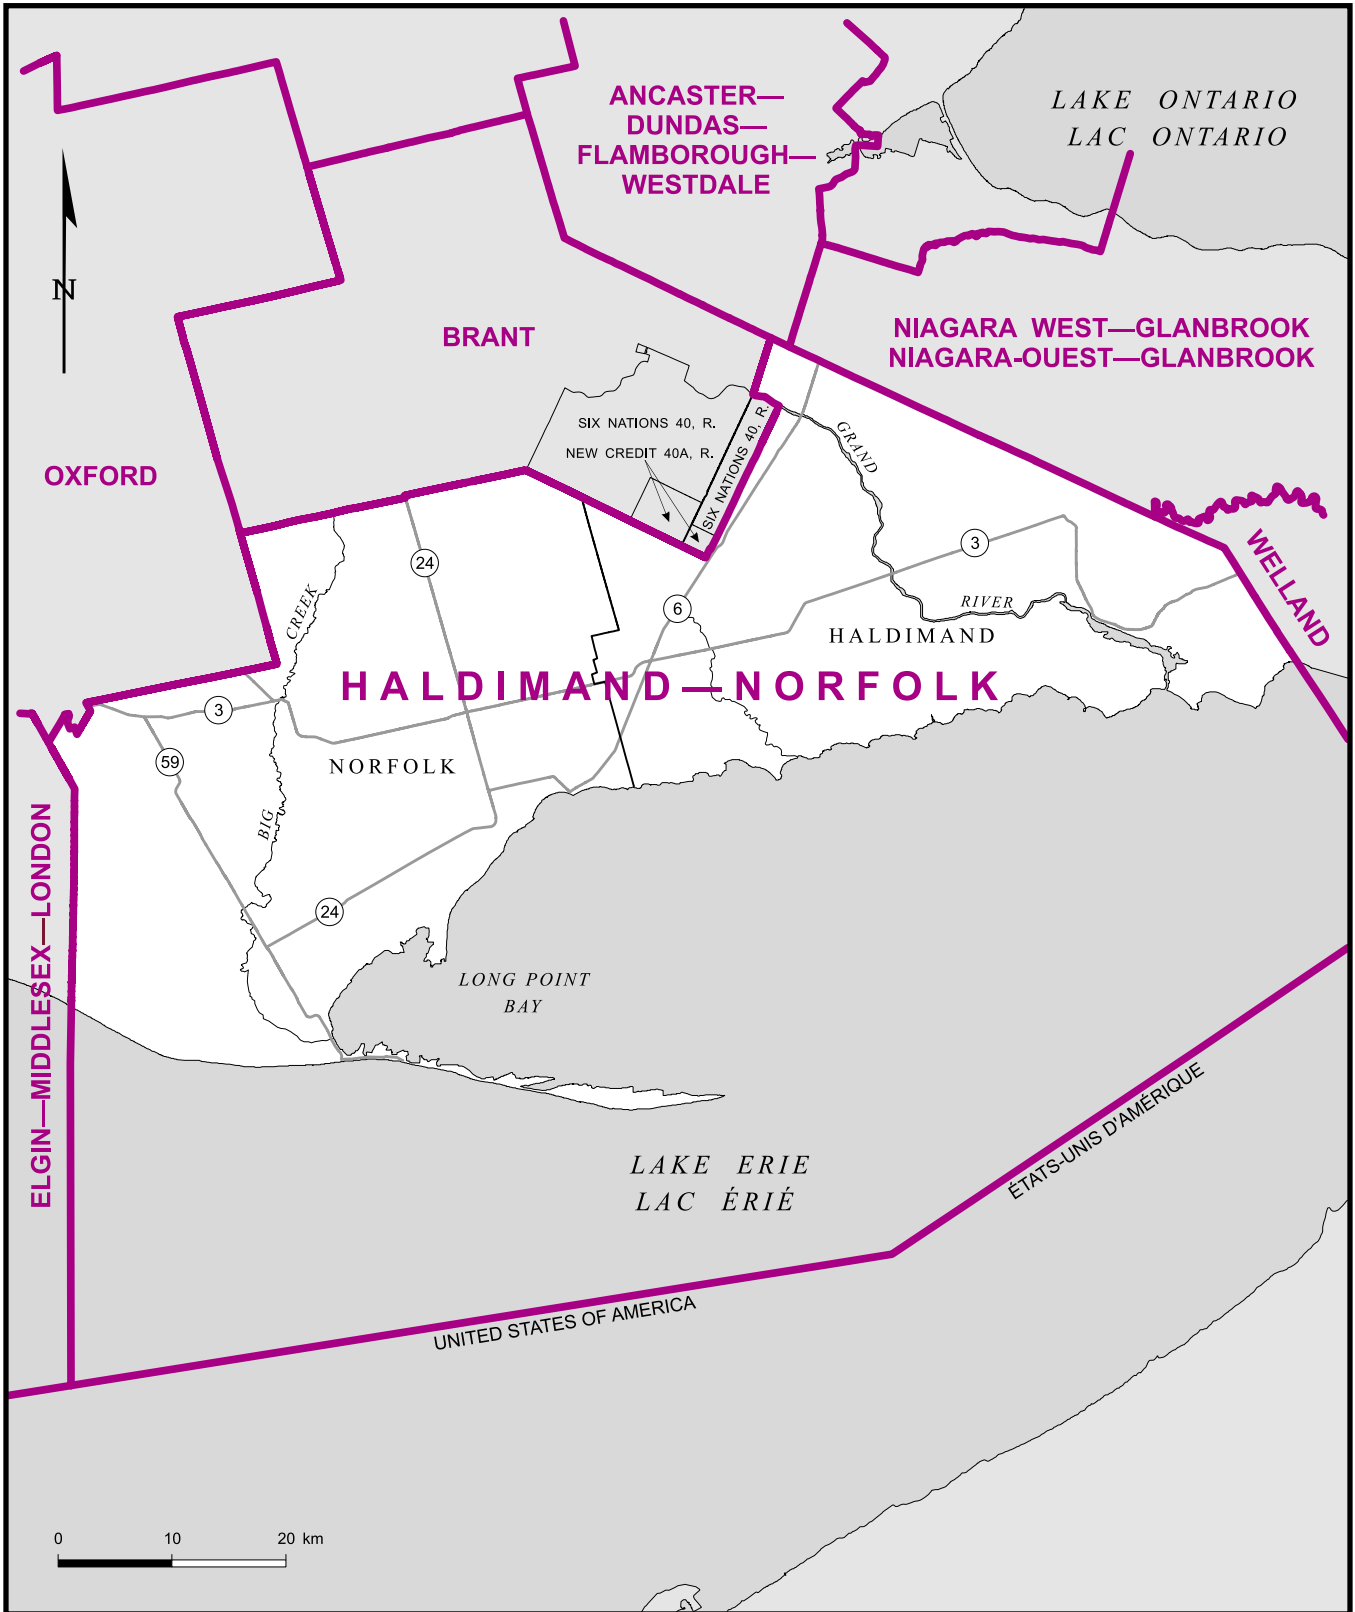 ANCASTER—
DUNDAS—
FLAMBOROUGH—
WESTDALE
LAKE ONTARIO
LAC ONTARIO
N
BRANT
NIAGARA WEST—GLANBROOK
NIAGARA-OUEST—GLANBROOK
OXFORD
SIX NATIONS 40, R.
NEW CREDIT 40A, R.
SIX NATIONS 40, R.
GRAND
RIVER
WELLAND
3
24
6
CREEK
HALDIMAND
HALDIMAND—NORFOLK
3
59
NORFOLK
BIG
24
ELGIN—MIDDLESEX—LONDON
LONG POINT
BAY
LAKE ERIE
LAC ÉRIÉ
ÉTATS-UNIS D'AMÉRIQUE
UNITED STATES OF AMERICA
0 10 20 km